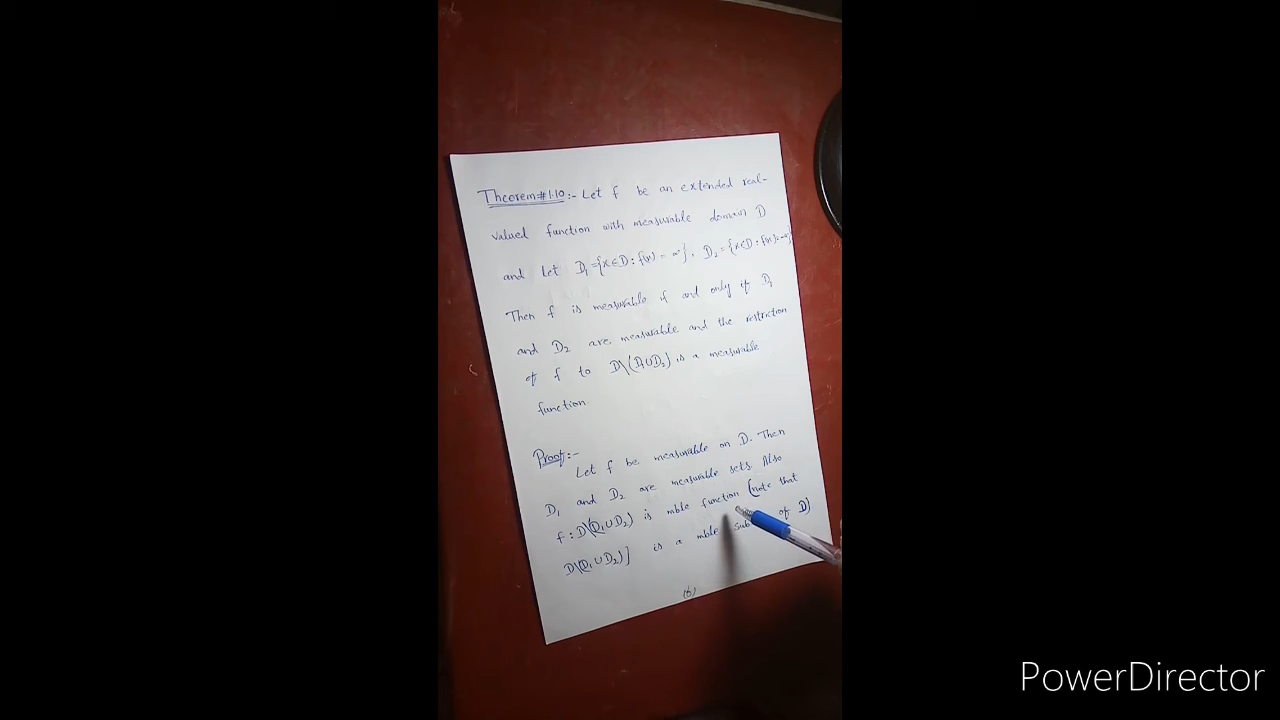 Theorem#1.10:- Let f be an extended real-
valued function with measurable domain D
and let D₁={x∈D: f(x) = ∞}, D₂={x∈D: f(x)=-∞}
Then f is measurable if and only if D₁
and D₂ are measurable and the restriction
of f to D\(D₁∪D₂) is a measurable
function
Proof:-
Let f be measurable on D. Then
D₁ and D₂ are measurable sets. Also
f: D\(D₁∪D₂) is mble function (note that
D\(D₁∪D₂)] is a mble sub of D)
(6)
PowerDirector